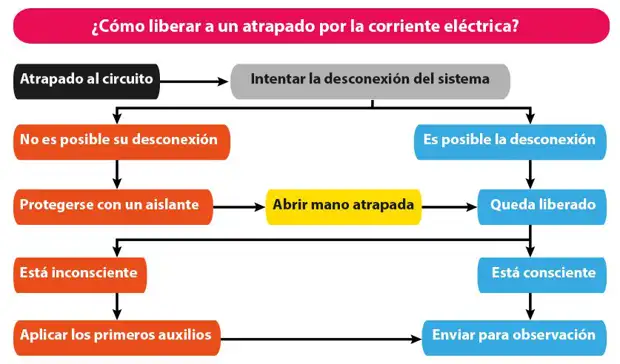 ¿Cómo liberar a un atrapado por la corriente eléctrica?
Atrapado al circuito
Intentar la desconexión del sistema
No es posible su desconexión
Es posible la desconexión
Protegerse con un aislante
Abrir mano atrapada
Queda liberado
Está inconsciente
Está consciente
Aplicar los primeros auxilios
Enviar para observación